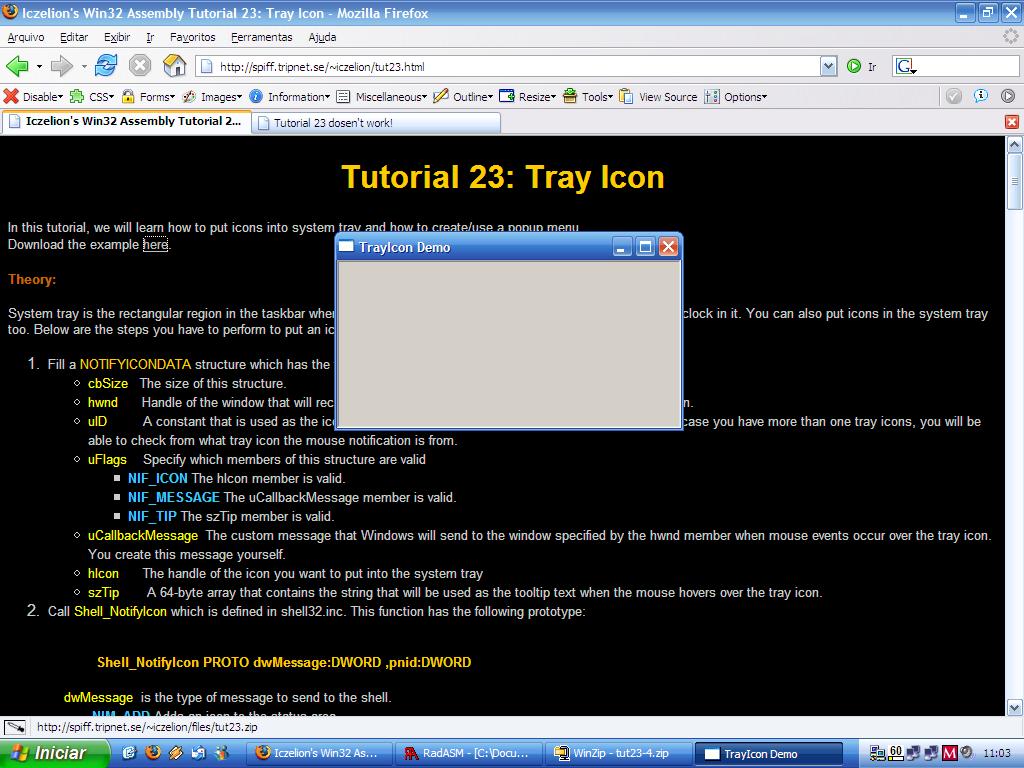 Iczelion's Win32 Assembly Tutorial 23: Tray Icon - Mozilla Firefox
Arquivo Editar Exibir Ir Favoritos Ferramentas Ajuda
http://spiff.tripnet.se/~iczelion/tut23.html Ir G
Disable CSS Forms Images Information Miscellaneous Outline Resize Tools View Source Options
Iczelion's Win32 Assembly Tutorial 2... Tutorial 23 dosen't work!
Tutorial 23: Tray Icon
In this tutorial, we will learn how to put icons into system tray and how to create/use a popup menu
Download the example here.
TrayIcon Demo
Theory:
System tray is the rectangular region in the taskbar clock in it. You can also put icons in the system tray
too. Below are the steps you have to perform to put an
1. Fill a NOTIFYICONDATA structure which has the
cbSize The size of this structure.
hwnd Handle of the window that will
uID A constant that is used as the case you have more than one tray icons, you will be
able to check from what tray icon the mouse notification is from.
uFlags Specify which members of this structure are valid
NIF_ICON The hIcon member is valid.
NIF_MESSAGE The uCallbackMessage member is valid.
NIF_TIP The szTip member is valid.
uCallbackMessage The custom message that Windows will send to the window specified by the hwnd member when mouse events occur over the tray icon.
You create this message yourself.
hIcon The handle of the icon you want to put into the system tray
szTip A 64-byte array that contains the string that will be used as the tooltip text when the mouse hovers over the tray icon.
2. Call Shell_NotifyIcon which is defined in shell32.inc. This function has the following prototype:
Shell_NotifyIcon PROTO dwMessage:DWORD ,pnid:DWORD
dwMessage is the type of message to send to the shell.
NIM_ADD Adds an icon to the status area.
http://spiff.tripnet.se/~iczelion/files/tut23.zip
Iniciar Iczelion's Win32 As... RadASM - [C:\Docu... WinZip - tut23-4.zip TrayIcon Demo 60 M 11:03